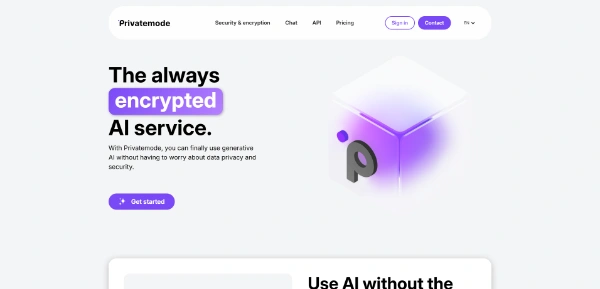 Privatemode
Security & encryption Chat API Pricing
Sign in Contact EN
The always
encrypted
AI service.
With Privatemode, you can finally use generative
AI without having to worry about data privacy and
security.
p
Get started
Use AI without the